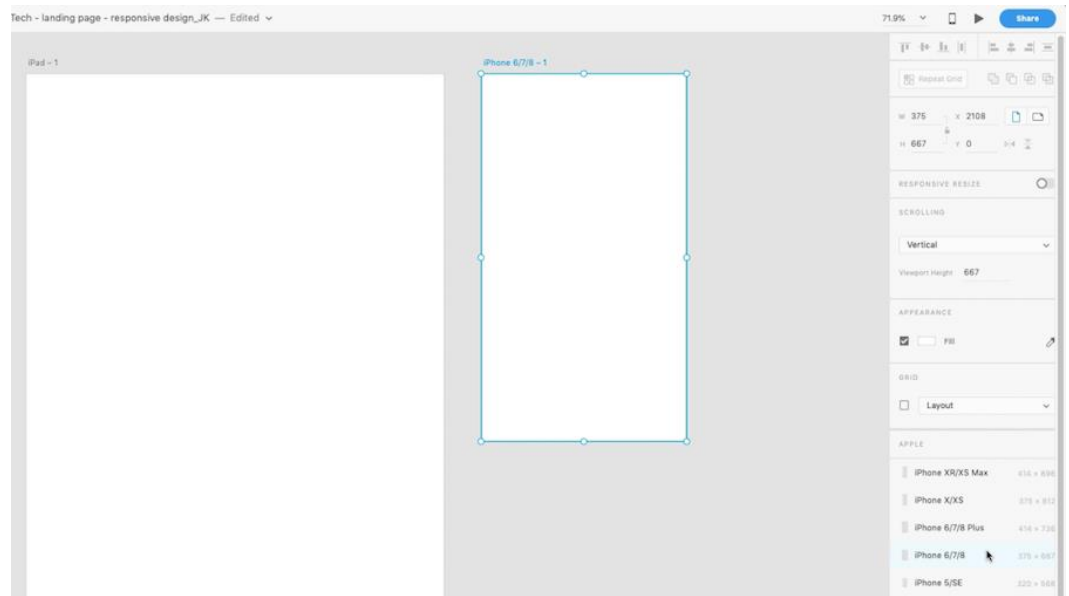 Tech - landing page - responsive design_JK — Edited
71.9%
Share
iPad – 1
iPhone 6/7/8 – 1
Repeat Grid
W 375 X 2108
H 667 Y 0
RESPONSIVE RESIZE
SCROLLING
Vertical
Viewport Height 667
APPEARANCE
Fill
GRID
Layout
APPLE
iPhone XR/XS Max 414 × 896
iPhone X/XS 375 × 812
iPhone 6/7/8 Plus 414 × 736
iPhone 6/7/8 375 × 667
iPhone 5/SE 320 × 568